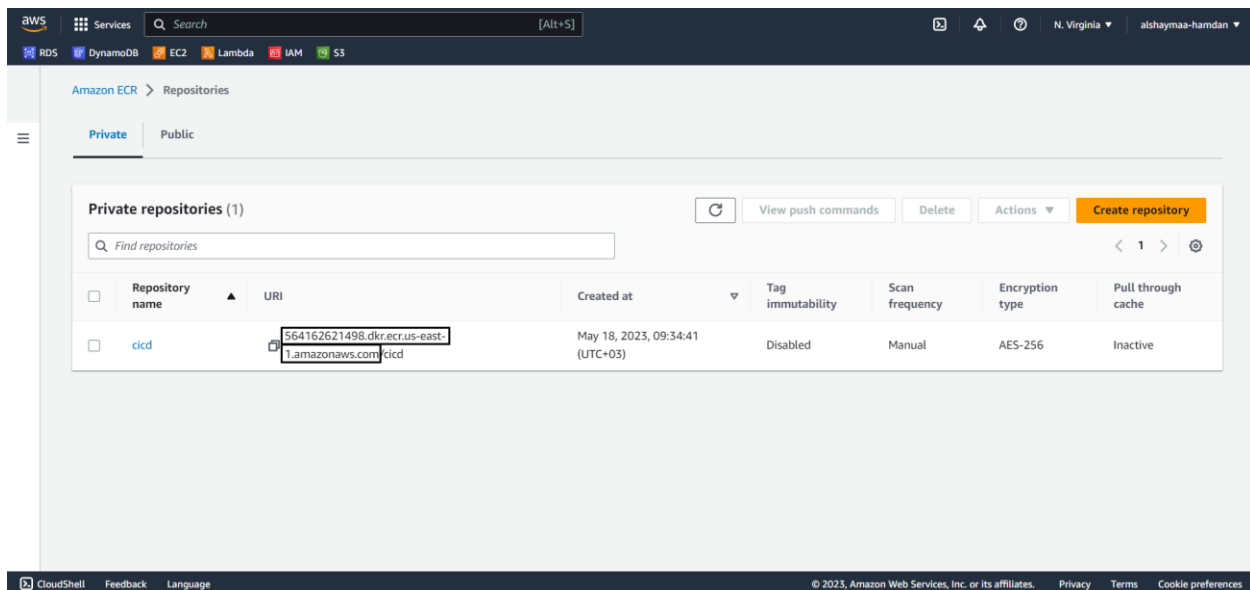 aws Services Search [Alt+S] N. Virginia alshaymaa-hamdan
RDS DynamoDB EC2 Lambda IAM S3
Amazon ECR > Repositories
Private Public
Private repositories (1)
View push commands Delete Actions Create repository
Find repositories
< 1 >
Repository name URI Created at Tag immutability Scan frequency Encryption type Pull through cache
cicd
564162621498.dkr.ecr.us-east-
1.amazonaws.com/cicd
May 18, 2023, 09:34:41
(UTC+03)
Disabled Manual AES-256 Inactive
CloudShell Feedback Language © 2023, Amazon Web Services, Inc. or its affiliates. Privacy Terms Cookie preferences